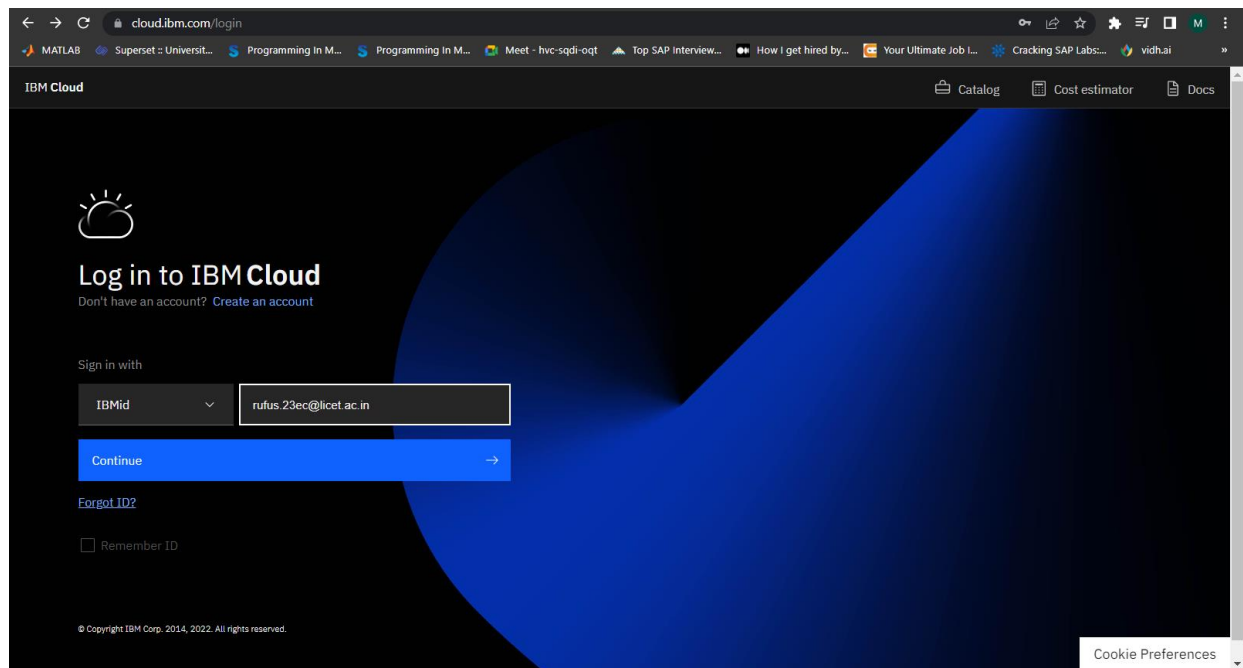 cloud.ibm.com/login
M
MATLAB Superset :: Universit... Programming In M... Programming In M... Meet - hvc-sqdi-oqt Top SAP Interview... How I get hired by... Your Ultimate Job I... Cracking SAP Labs:... vidh.ai »
IBM Cloud Catalog Cost estimator Docs
Log in to IBM Cloud
Don't have an account? Create an account
Sign in with
IBMid rufus.23ec@licet.ac.in
Continue
Forgot ID?
Remember ID
© Copyright IBM Corp. 2014, 2022. All rights reserved.
Cookie Preferences